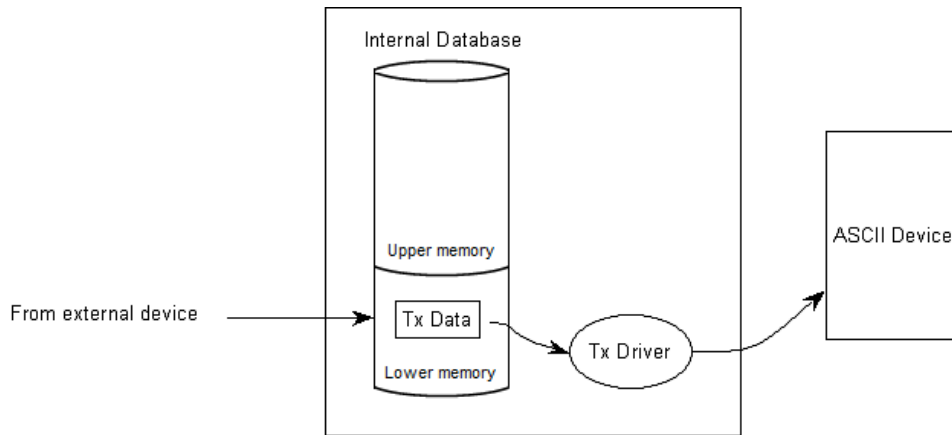 Internal Database
Upper memory
ASCII Device
From external device
Tx Data
Tx Driver
Lower memory